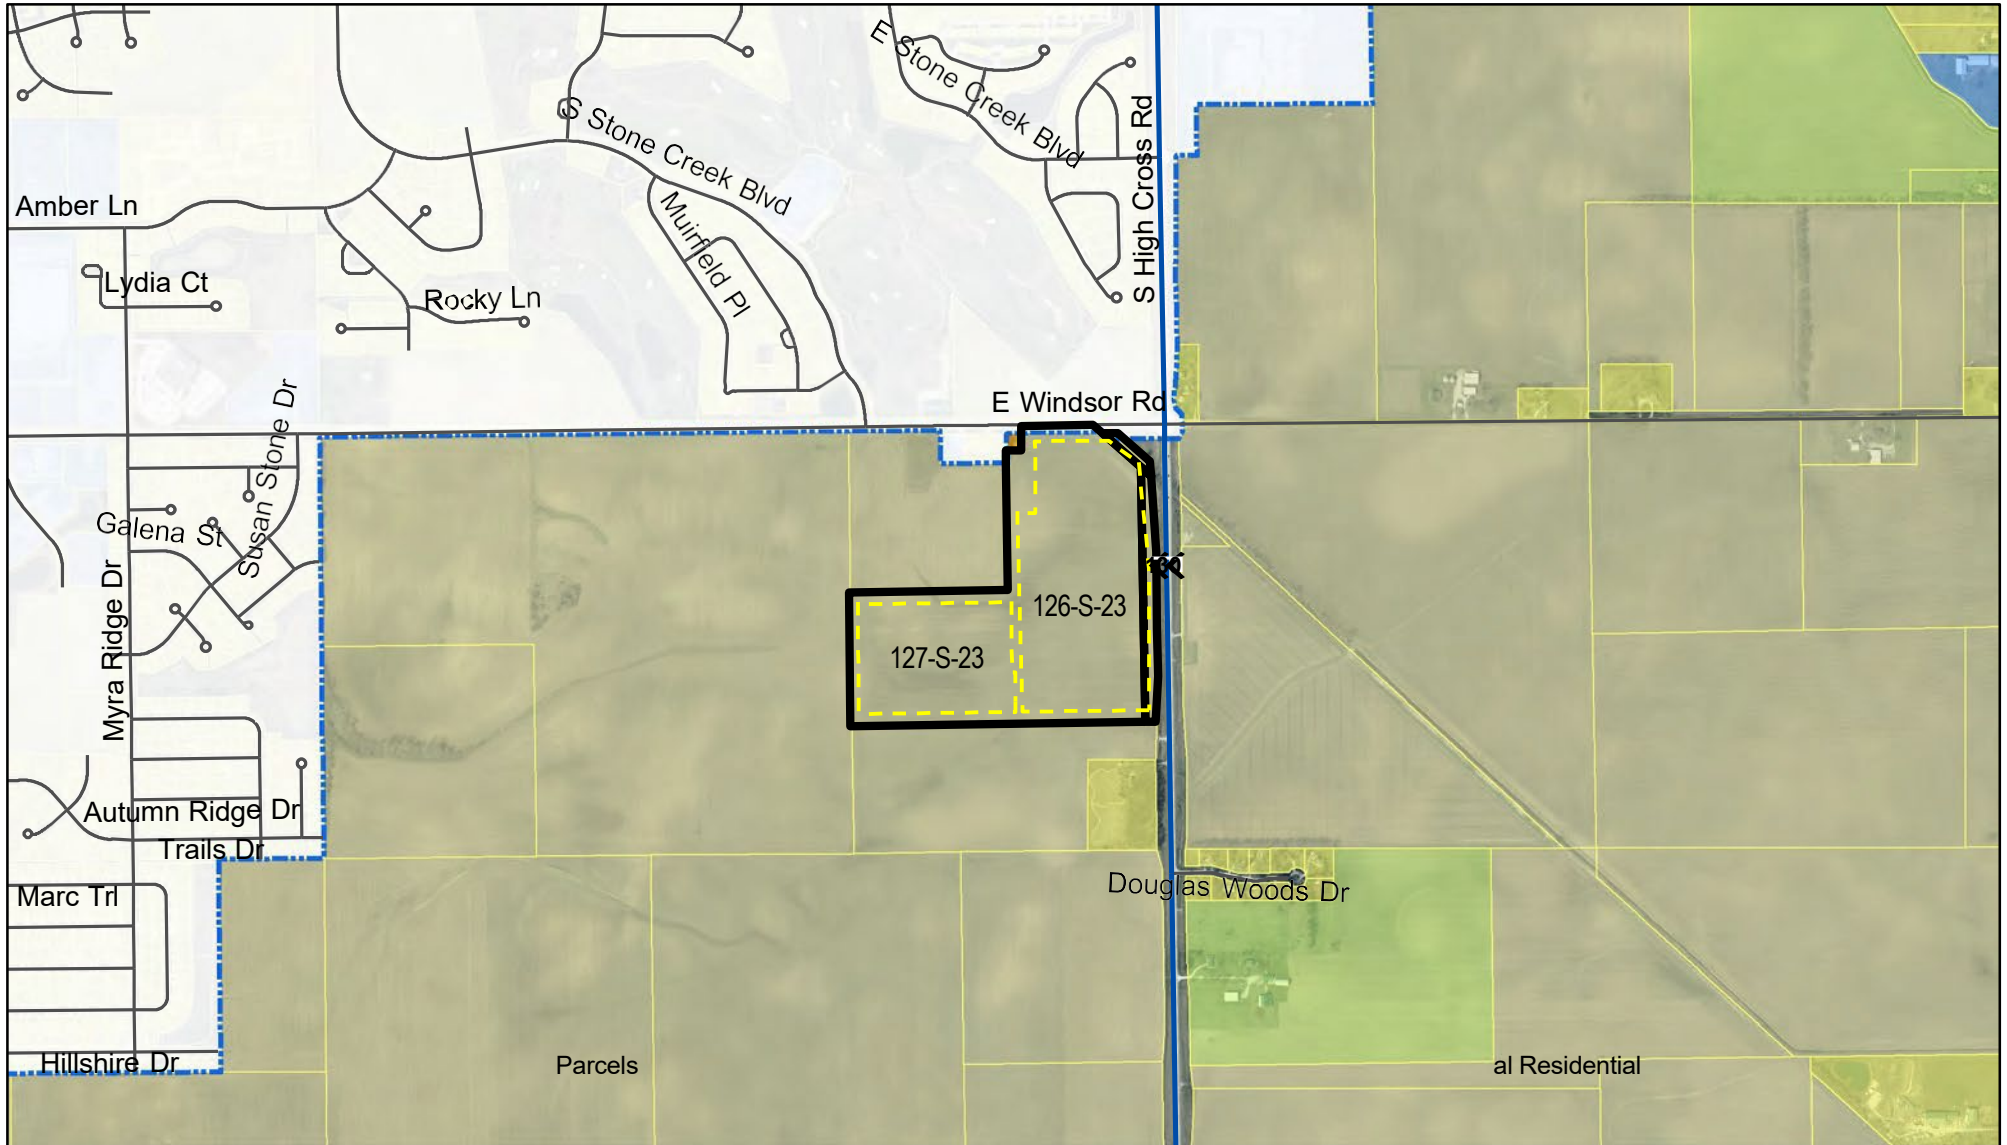 E Stone Creek Blvd
S Stone Creek Blvd
S High Cross Rd
Amber Ln
Muirfield Pl
Lydia Ct
Rocky Ln
E Windsor Rd
Susan Stone Dr
Galena St
Myra Ridge Dr
126-S-23
127-S-23
Autumn Ridge Dr
Trails Dr
Marc Trl
Douglas Woods Dr
Hillshire Dr
Parcels
al Residential